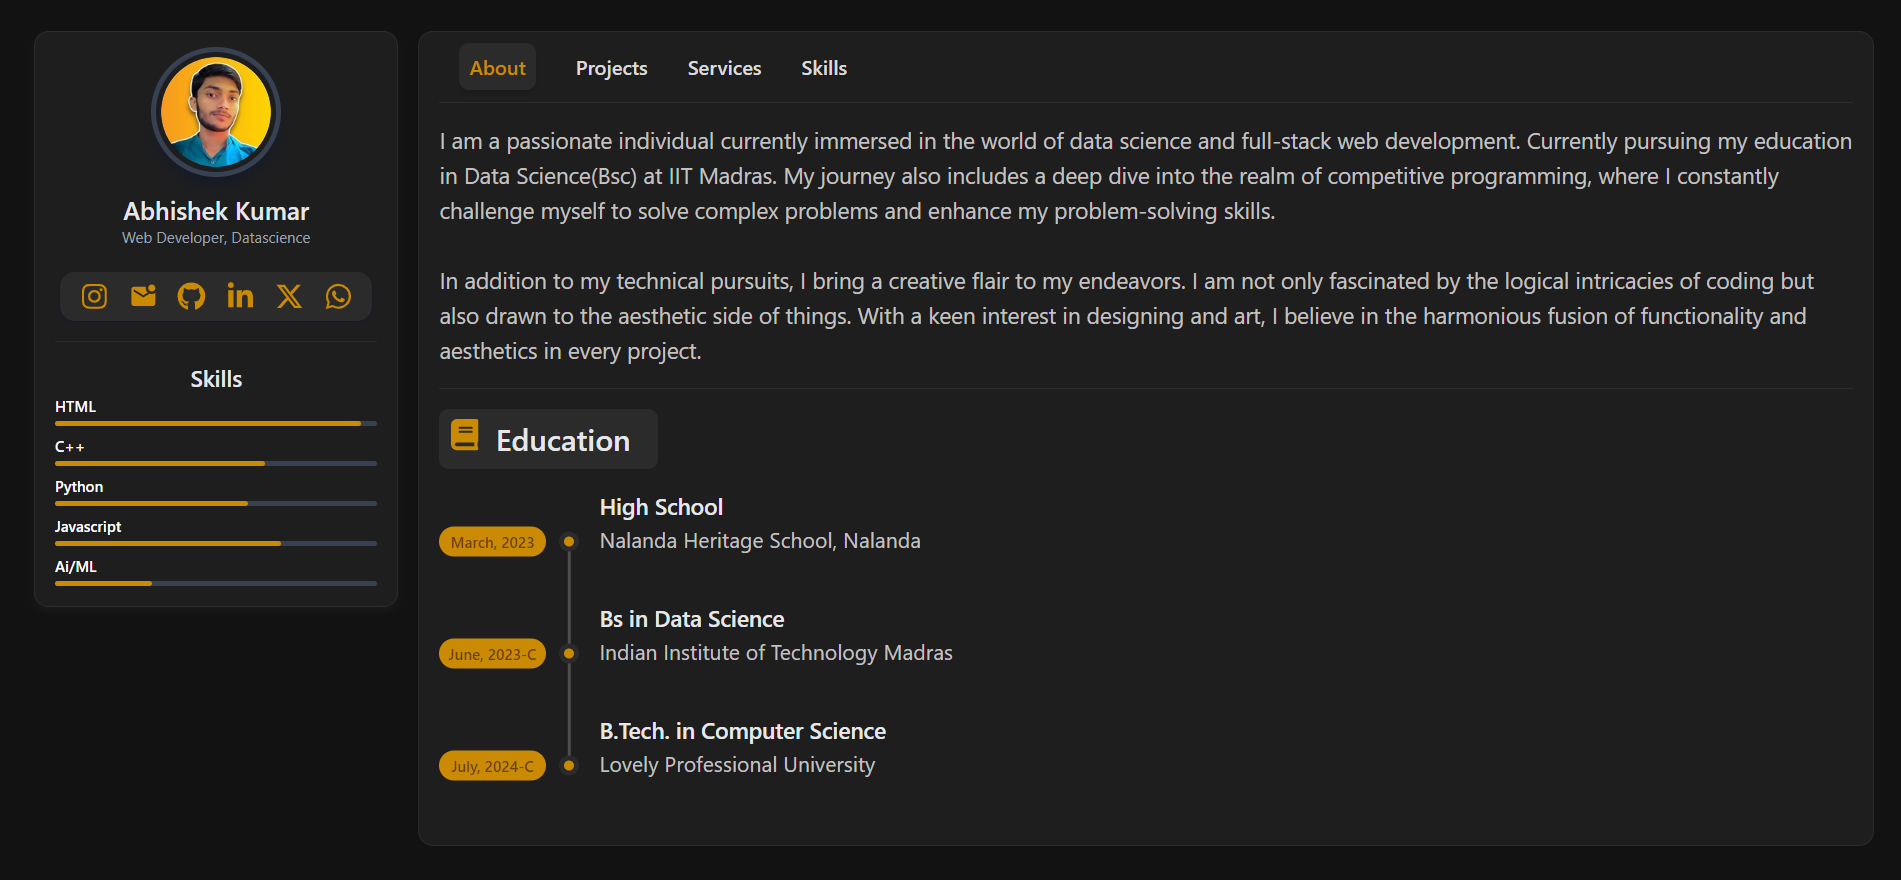 Abhishek Kumar
Web Developer, Datascience
Skills
HTML
C++
Python
Javascript
Ai/ML
About Projects Services Skills
I am a passionate individual currently immersed in the world of data science and full-stack web development. Currently pursuing my education
in Data Science(Bsc) at IIT Madras. My journey also includes a deep dive into the realm of competitive programming, where I constantly
challenge myself to solve complex problems and enhance my problem-solving skills.
In addition to my technical pursuits, I bring a creative flair to my endeavors. I am not only fascinated by the logical intricacies of coding but
also drawn to the aesthetic side of things. With a keen interest in designing and art, I believe in the harmonious fusion of functionality and
aesthetics in every project.
Education
High School
March, 2023 Nalanda Heritage School, Nalanda
Bs in Data Science
June, 2023-C Indian Institute of Technology Madras
B.Tech. in Computer Science
July, 2024-C Lovely Professional University